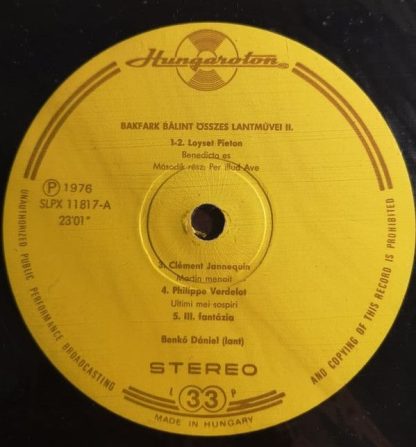 Hungaroton
BAKFARK BÁLINT ÖSSZES LANTMŰVEI II.
1-2. Loyset Pieton
Benedicta es
Második rész: Per illud Ave
Ⓟ 1976
SLPX 11817-A
23'01"
3. Clément Jannequin
Martin menoit
4. Philippe Verdelot
Ultimi mei sospiri
5. III. fantázia
Benkő Dániel (lant)
STEREO
L 33 P
MADE IN HUNGARY
UNAUTHORIZED, PUBLIC PERFORMANCE BROADCASTING
AND COPYING OF THIS RECORD IS PROHIBITED